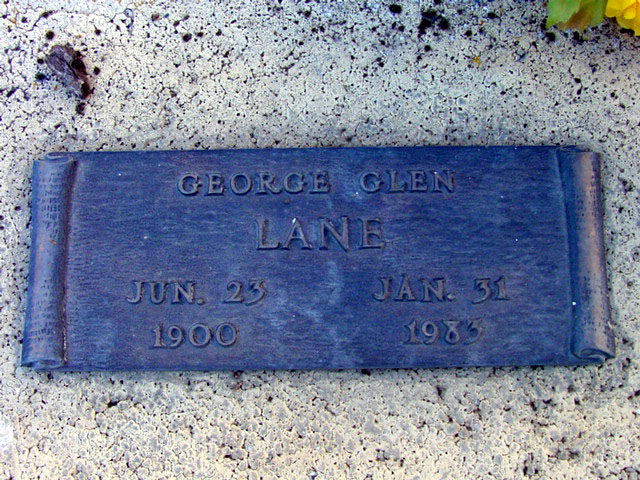 GEORGE GLEN
LANE
JUN. 23 JAN. 31
1900 1983